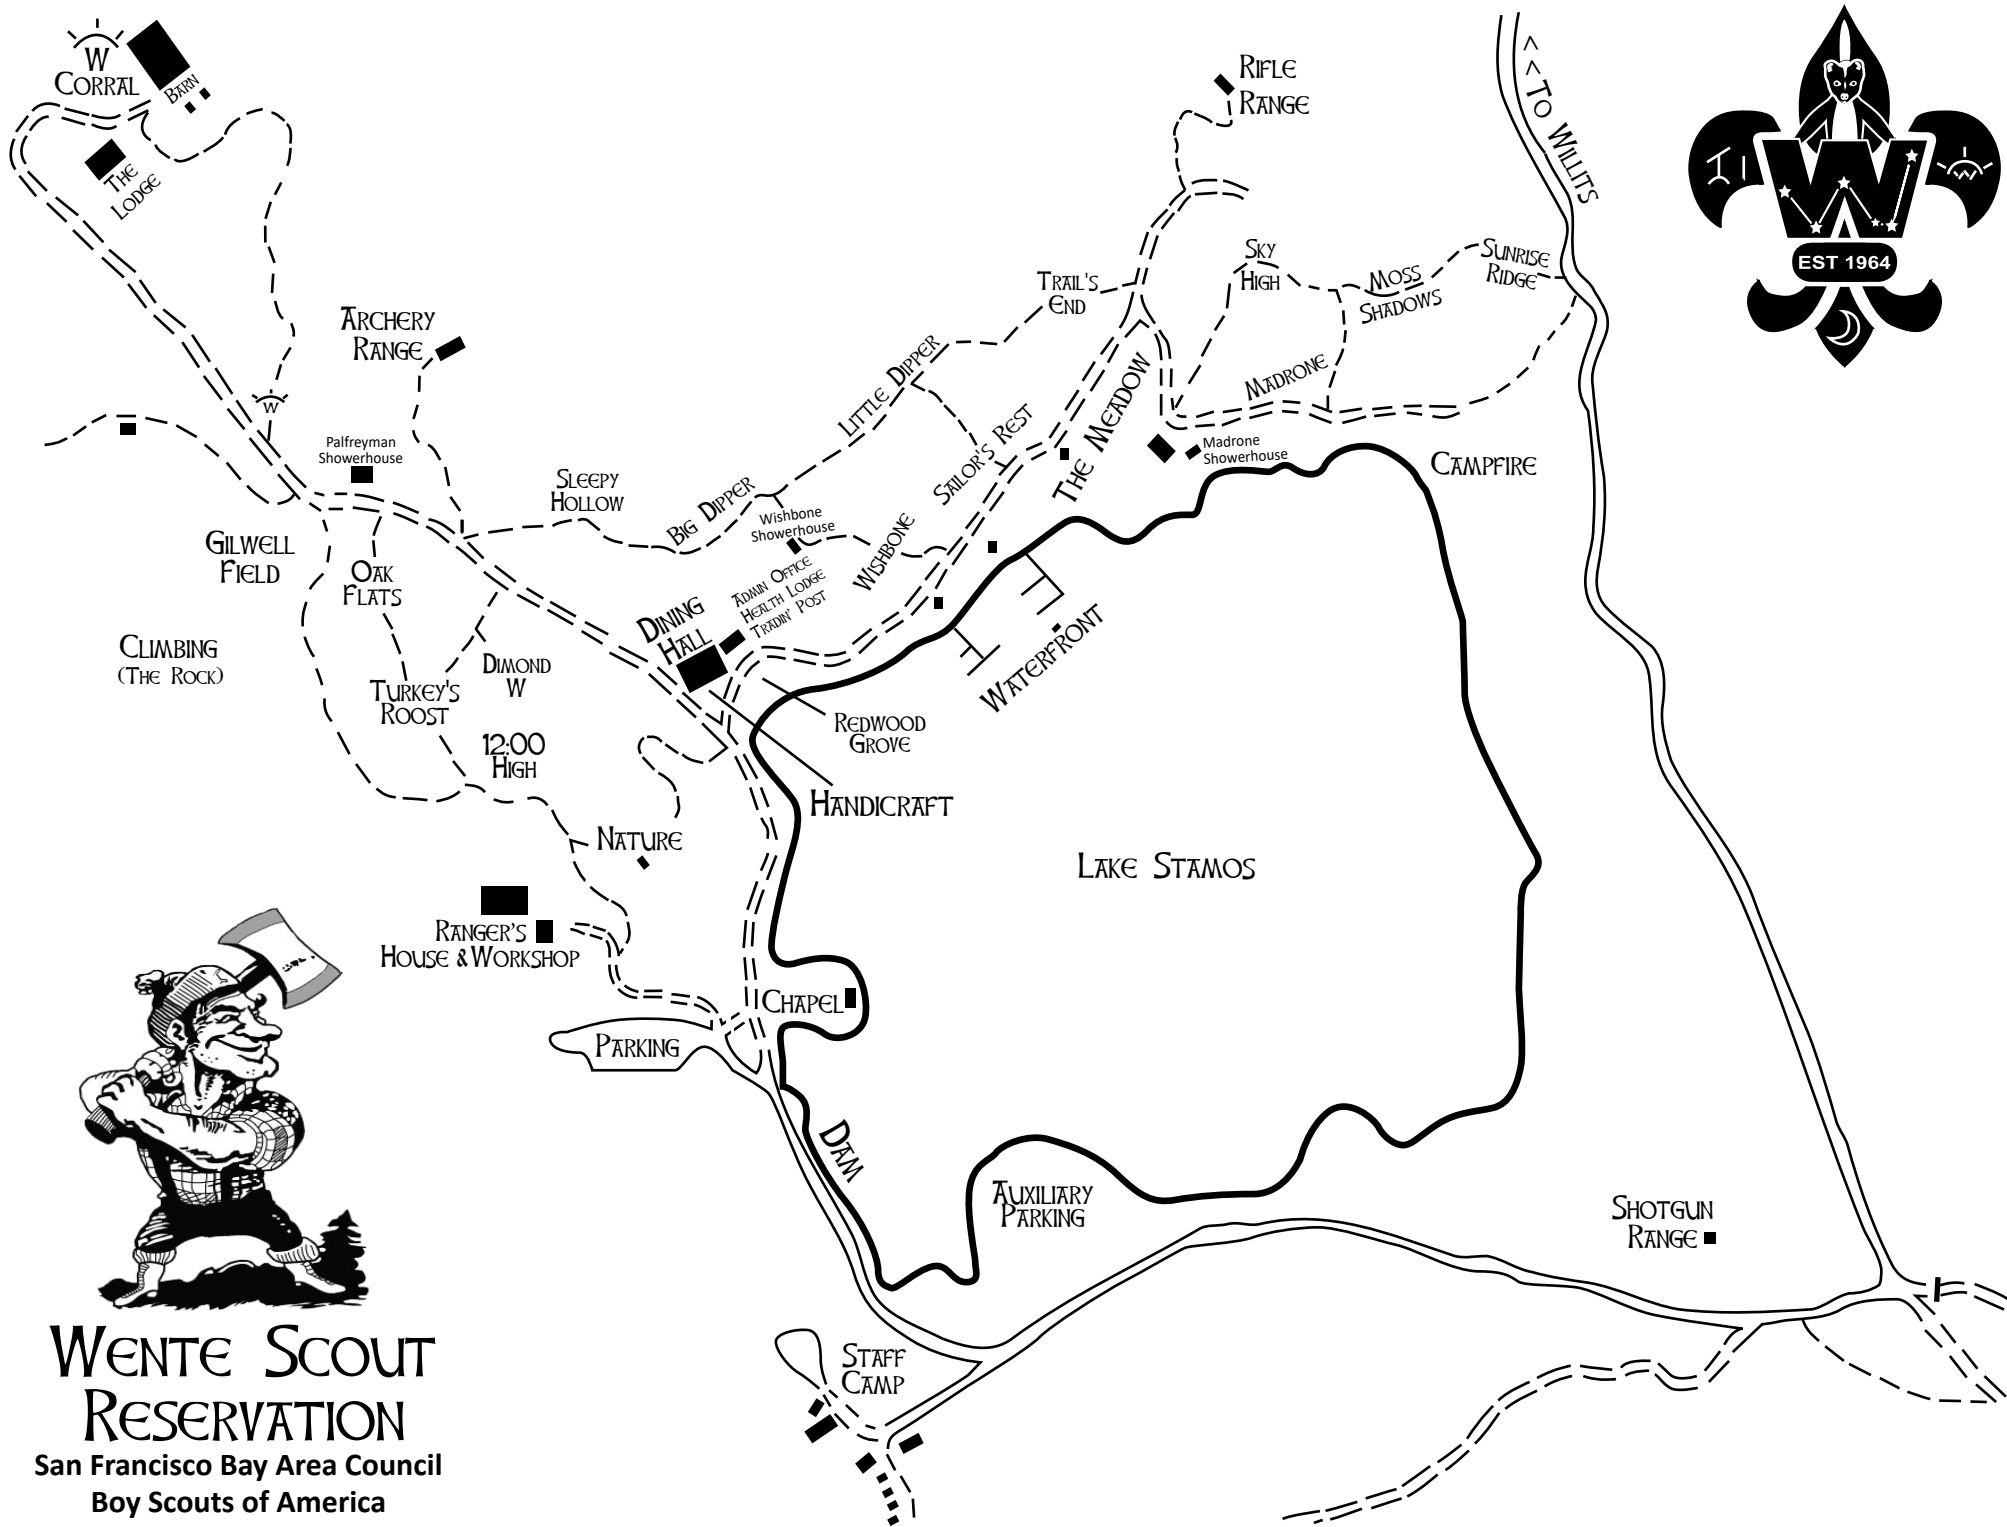 W
CORRAL
BARN
THE
LODGE
RIFLE
RANGE
< <TO WILLITS
W
EST 1964
SKY
HIGH
MOSS
SHADOWS
SUNRISE
RIDGE
TRAIL'S
END
ARCHERY
RANGE
LITTLE DIPPER
MADRONE
THE MEADOW
W
Palfreyman
Showerhouse
SAILOR'S REST
Madrone
Showerhouse
CAMPFIRE
SLEEPY
HOLLOW
BIG DIPPER
Wishbone
Showerhouse
WISHBONE
GILWELL
FIELD
OAK
FLATS
ADMIN OFFICE
HEALTH LODGE
TRADIN' POST
DINING
HALL
WATERFRONT
CLIMBING
(THE ROCK)
DIMOND
W
TURKEY'S
ROOST
REDWOOD
GROVE
12:00
HIGH
HANDICRAFT
NATURE
LAKE STAMOS
RANGER'S
HOUSE & WORKSHOP
CHAPEL
PARKING
DAM
AUXILIARY
PARKING
SHOTGUN
RANGE
STAFF
CAMP
WENTE SCOUT
RESERVATION
San Francisco Bay Area Council
Boy Scouts of America